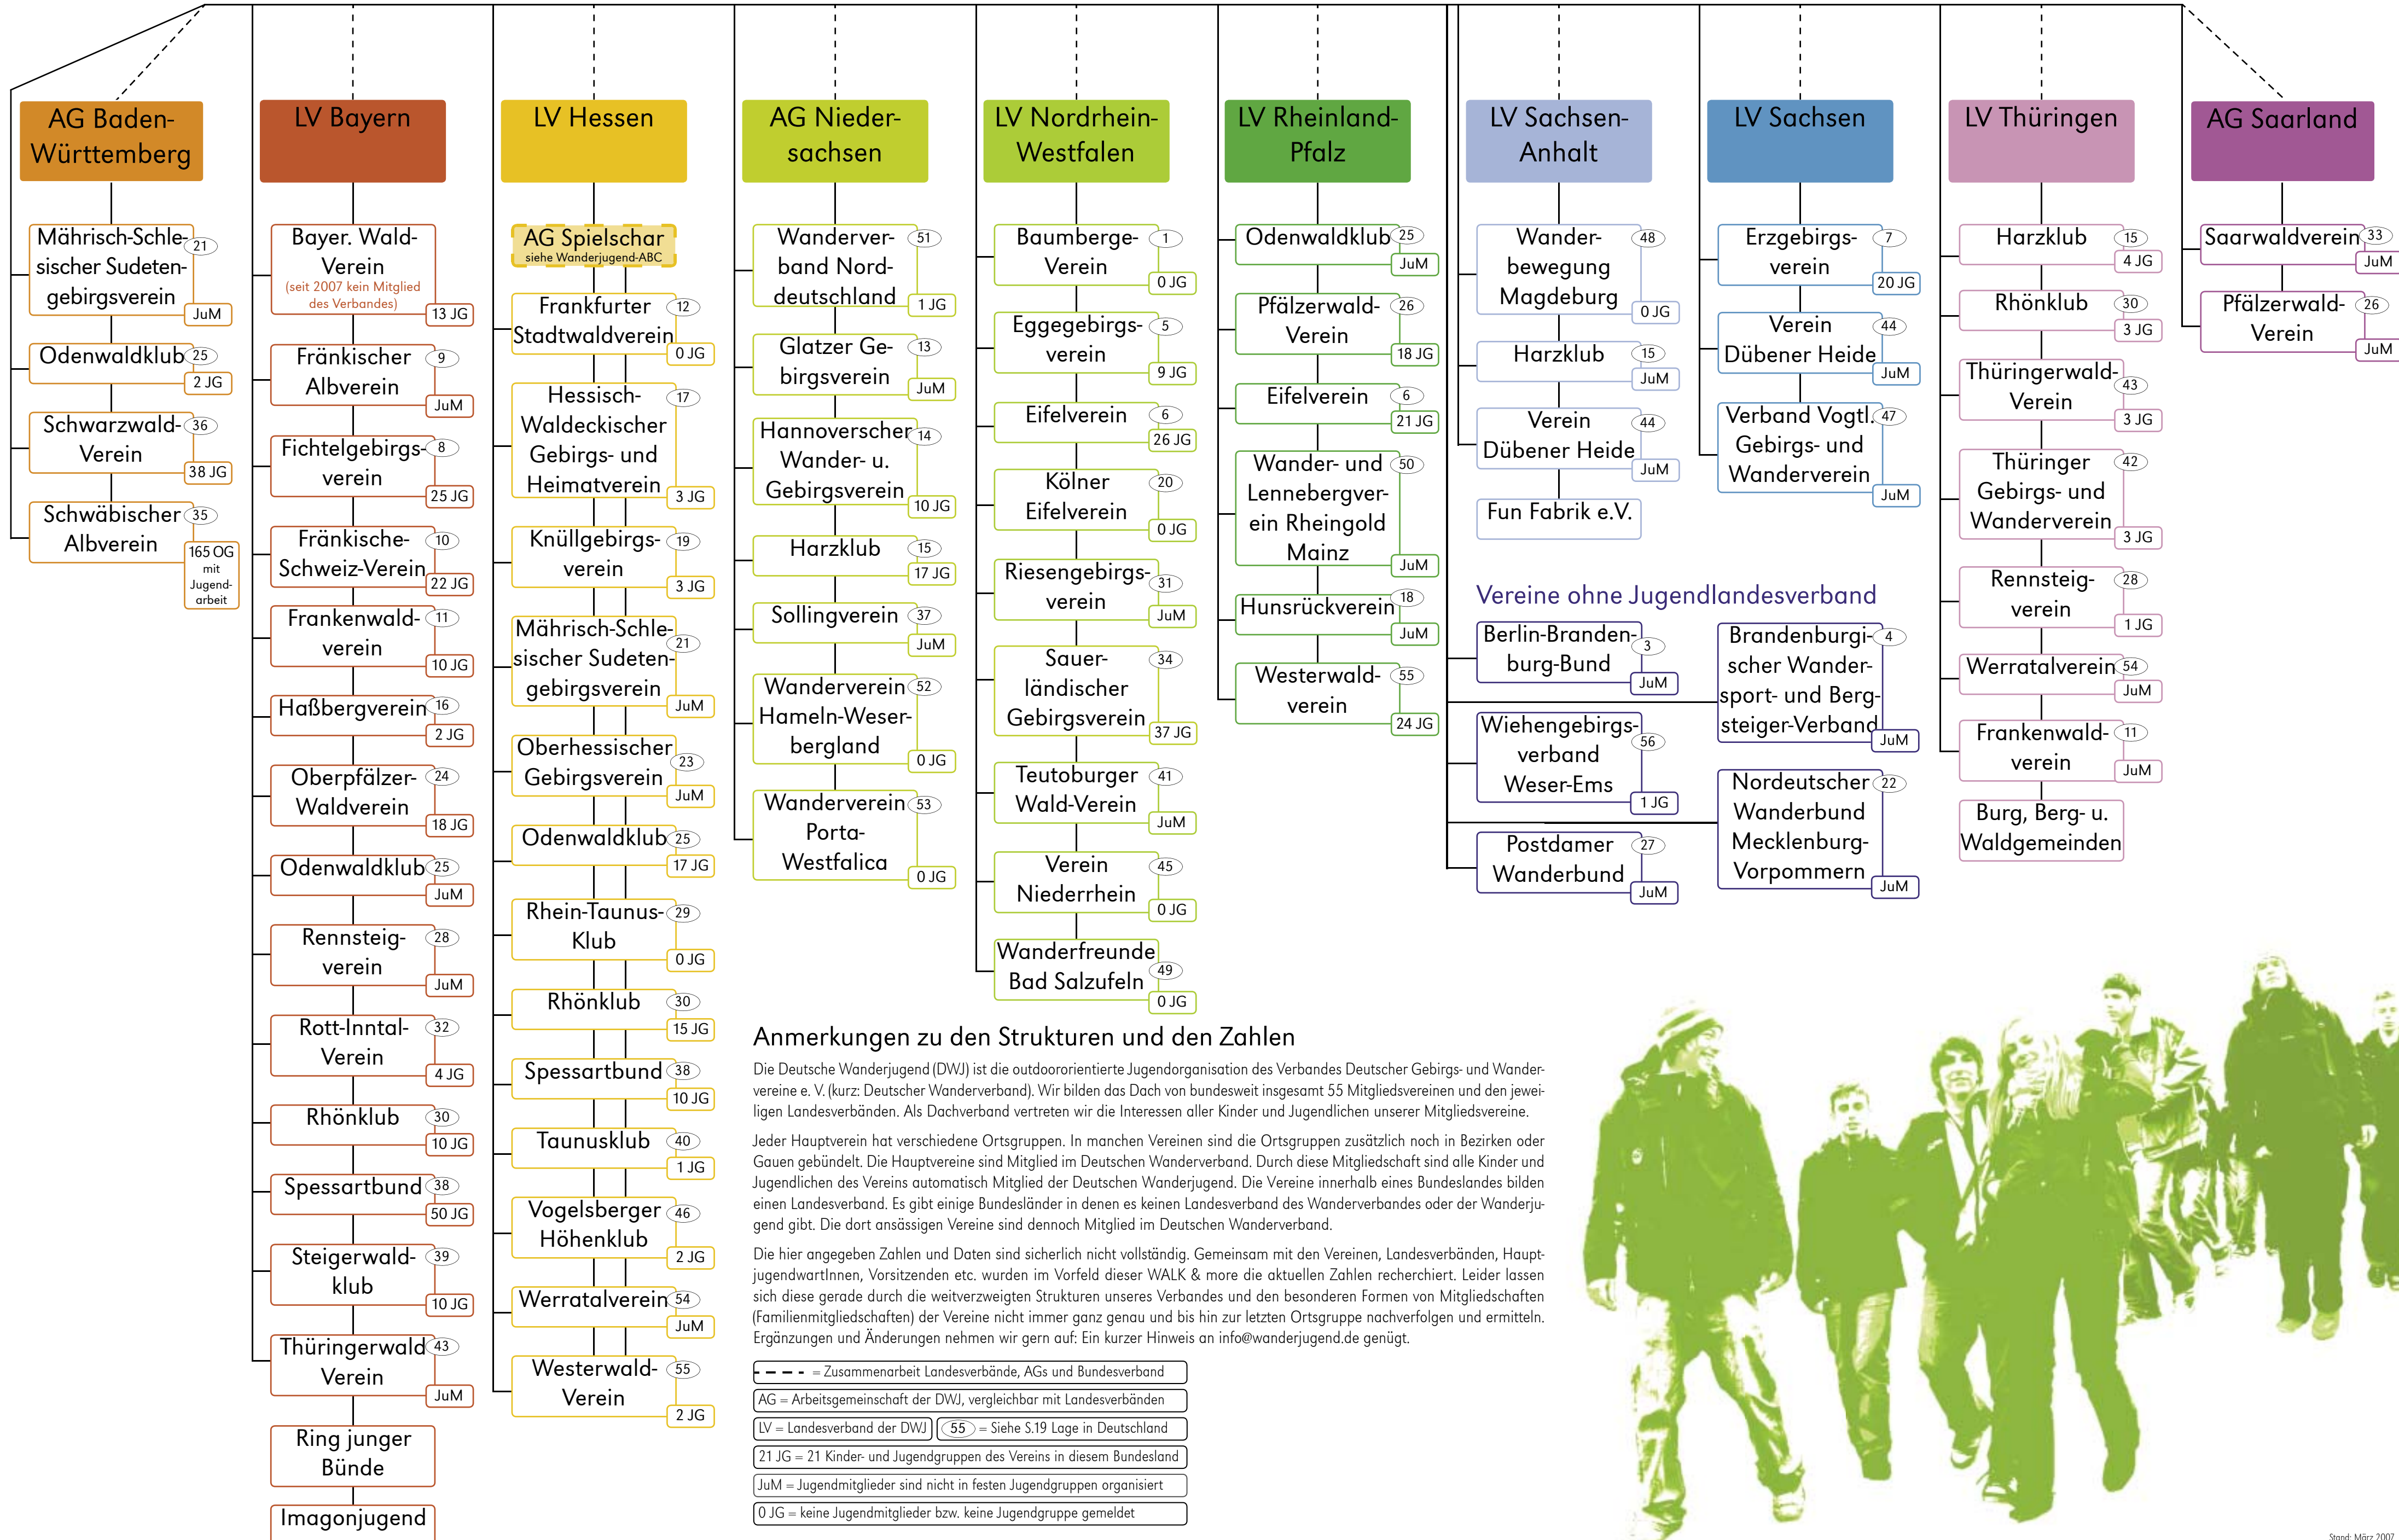 AG Baden-
Württemberg
Mährisch-Schle-
sischer Sudeten-
gebirgsverein
21
JuM
Odenwaldklub
25
2 JG
Schwarzwald-
Verein
36
38 JG
Schwäbischer
Albverein
35
165 OG
mit
Jugend-
arbeit
LV Bayern
Bayer. Wald-
Verein
(seit 2007 kein Mitglied
des Verbandes)
13 JG
Fränkischer
Albverein
9
JuM
Fichtelgebirgs-
verein
8
25 JG
Fränkische-
Schweiz-Verein
10
22 JG
Frankenwald-
verein
11
10 JG
Haßbergverein
16
2 JG
Oberpfälzer-
Waldverein
24
18 JG
Odenwaldklub
25
JuM
Rennsteig-
verein
28
JuM
Rott-Inntal-
Verein
32
4 JG
Rhönklub
30
10 JG
Spessartbund
38
50 JG
Steigerwald-
klub
39
10 JG
Thüringerwald
Verein
43
JuM
Ring junger
Bünde
Imagonjugend
LV Hessen
AG Spielschar
siehe Wanderjugend-ABC
Frankfurter
Stadtwaldverein
12
0 JG
Hessisch-
Waldeckischer
Gebirgs- und
Heimatverein
17
3 JG
Knüllgebirgs-
verein
19
3 JG
Mährisch-Schle-
sischer Sudeten-
gebirgsverein
21
JuM
Oberhessischer
Gebirgsverein
23
JuM
Odenwaldklub
25
17 JG
Rhein-Taunus-
Klub
29
0 JG
Rhönklub
30
15 JG
Spessartbund
38
10 JG
Taunusklub
40
1 JG
Vogelsberger
Höhenklub
46
2 JG
Werratalverein
54
JuM
Westerwald-
Verein
55
2 JG
AG Nieder-
sachsen
Wanderver-
band Nord-
deutschland
51
1 JG
Glatzer Ge-
birgsverein
13
JuM
Hannoverscher
Wander- u.
Gebirgsverein
14
10 JG
Harzklub
15
17 JG
Sollingverein
37
JuM
Wanderverein
Hameln-Weser-
bergland
52
0 JG
Wanderverein
Porta-
Westfalica
53
0 JG
LV Nordrhein-
Westfalen
Baumberge-
Verein
1
0 JG
Eggegebirgs-
verein
5
9 JG
Eifelverein
6
26 JG
Kölner
Eifelverein
20
0 JG
Riesengebirgs-
verein
31
JuM
Sauer-
ländischer
Gebirgsverein
34
37 JG
Teutoburger
Wald-Verein
41
JuM
Verein
Niederrhein
45
0 JG
Wanderfreunde
Bad Salzufeln
49
0 JG
LV Rheinland-
Pfalz
Odenwaldklub
25
JuM
Pfälzerwald-
Verein
26
18 JG
Eifelverein
6
21 JG
Wander- und
Lennebergver-
ein Rheingold
Mainz
50
JuM
Hunsrückverein
18
JuM
Westerwald-
verein
55
24 JG
LV Sachsen-
Anhalt
Wander-
bewegung
Magdeburg
48
0 JG
Harzklub
15
JuM
Verein
Dübener Heide
44
JuM
Fun Fabrik e.V.
LV Sachsen
Erzgebirgs-
verein
7
20 JG
Verein
Dübener Heide
44
JuM
Verband Vogtl.
Gebirgs- und
Wanderverein
47
JuM
LV Thüringen
Harzklub
15
4 JG
Rhönklub
30
3 JG
Thüringerwald-
Verein
43
3 JG
Thüringer
Gebirgs- und
Wanderverein
42
3 JG
Rennsteig-
verein
28
1 JG
Werratalverein
54
JuM
Frankenwald-
verein
11
JuM
Burg, Berg- u.
Waldgemeinden
AG Saarland
Saarwaldverein
33
JuM
Pfälzerwald-
Verein
26
JuM
Vereine ohne Jugendlandesverband
Berlin-Branden-
burg-Bund
3
JuM
Wiehengebirgs-
verband
Weser-Ems
56
1 JG
Postdamer
Wanderbund
27
JuM
Brandenburgi-
scher Wander-
sport- und Berg-
steiger-Verband
4
JuM
Nordeutscher
Wanderbund
Mecklenburg-
Vorpommern
22
JuM
Anmerkungen zu den Strukturen und den Zahlen
Die Deutsche Wanderjugend (DWJ) ist die outdoororientierte Jugendorganisation des Verbandes Deutscher Gebirgs- und Wander-
vereine e. V. (kurz: Deutscher Wanderverband). Wir bilden das Dach von bundesweit insgesamt 55 Mitgliedsvereinen und den jewei-
ligen Landesverbänden. Als Dachverband vertreten wir die Interessen aller Kinder und Jugendlichen unserer Mitgliedsvereine.
Jeder Hauptverein hat verschiedene Ortsgruppen. In manchen Vereinen sind die Ortsgruppen zusätzlich noch in Bezirken oder
Gauen gebündelt. Die Hauptvereine sind Mitglied im Deutschen Wanderverband. Durch diese Mitgliedschaft sind alle Kinder und
Jugendlichen des Vereins automatisch Mitglied der Deutschen Wanderjugend. Die Vereine innerhalb eines Bundeslandes bilden
einen Landesverband. Es gibt einige Bundesländer in denen es keinen Landesverband des Wanderverbandes oder der Wanderju-
gend gibt. Die dort ansässigen Vereine sind dennoch Mitglied im Deutschen Wanderverband.
Die hier angegeben Zahlen und Daten sind sicherlich nicht vollständig. Gemeinsam mit den Vereinen, Landesverbänden, Haupt-
jugendwartInnen, Vorsitzenden etc. wurden im Vorfeld dieser WALK & more die aktuellen Zahlen recherchiert. Leider lassen
sich diese gerade durch die weitverzweigten Strukturen unseres Verbandes und den besonderen Formen von Mitgliedschaften
(Familienmitgliedschaften) der Vereine nicht immer ganz genau und bis hin zur letzten Ortsgruppe nachverfolgen und ermitteln.
Ergänzungen und Änderungen nehmen wir gern auf: Ein kurzer Hinweis an info@wanderjugend.de genügt.
= Zusammenarbeit Landesverbände, AGs und Bundesverband
AG = Arbeitsgemeinschaft der DWJ, vergleichbar mit Landesverbänden
LV = Landesverband der DWJ
55 = Siehe S.19 Lage in Deutschland
21 JG = 21 Kinder- und Jugendgruppen des Vereins in diesem Bundesland
JuM = Jugendmitglieder sind nicht in festen Jugendgruppen organisiert
0 JG = keine Jugendmitglieder bzw. keine Jugendgruppe gemeldet
Stand: März 2007